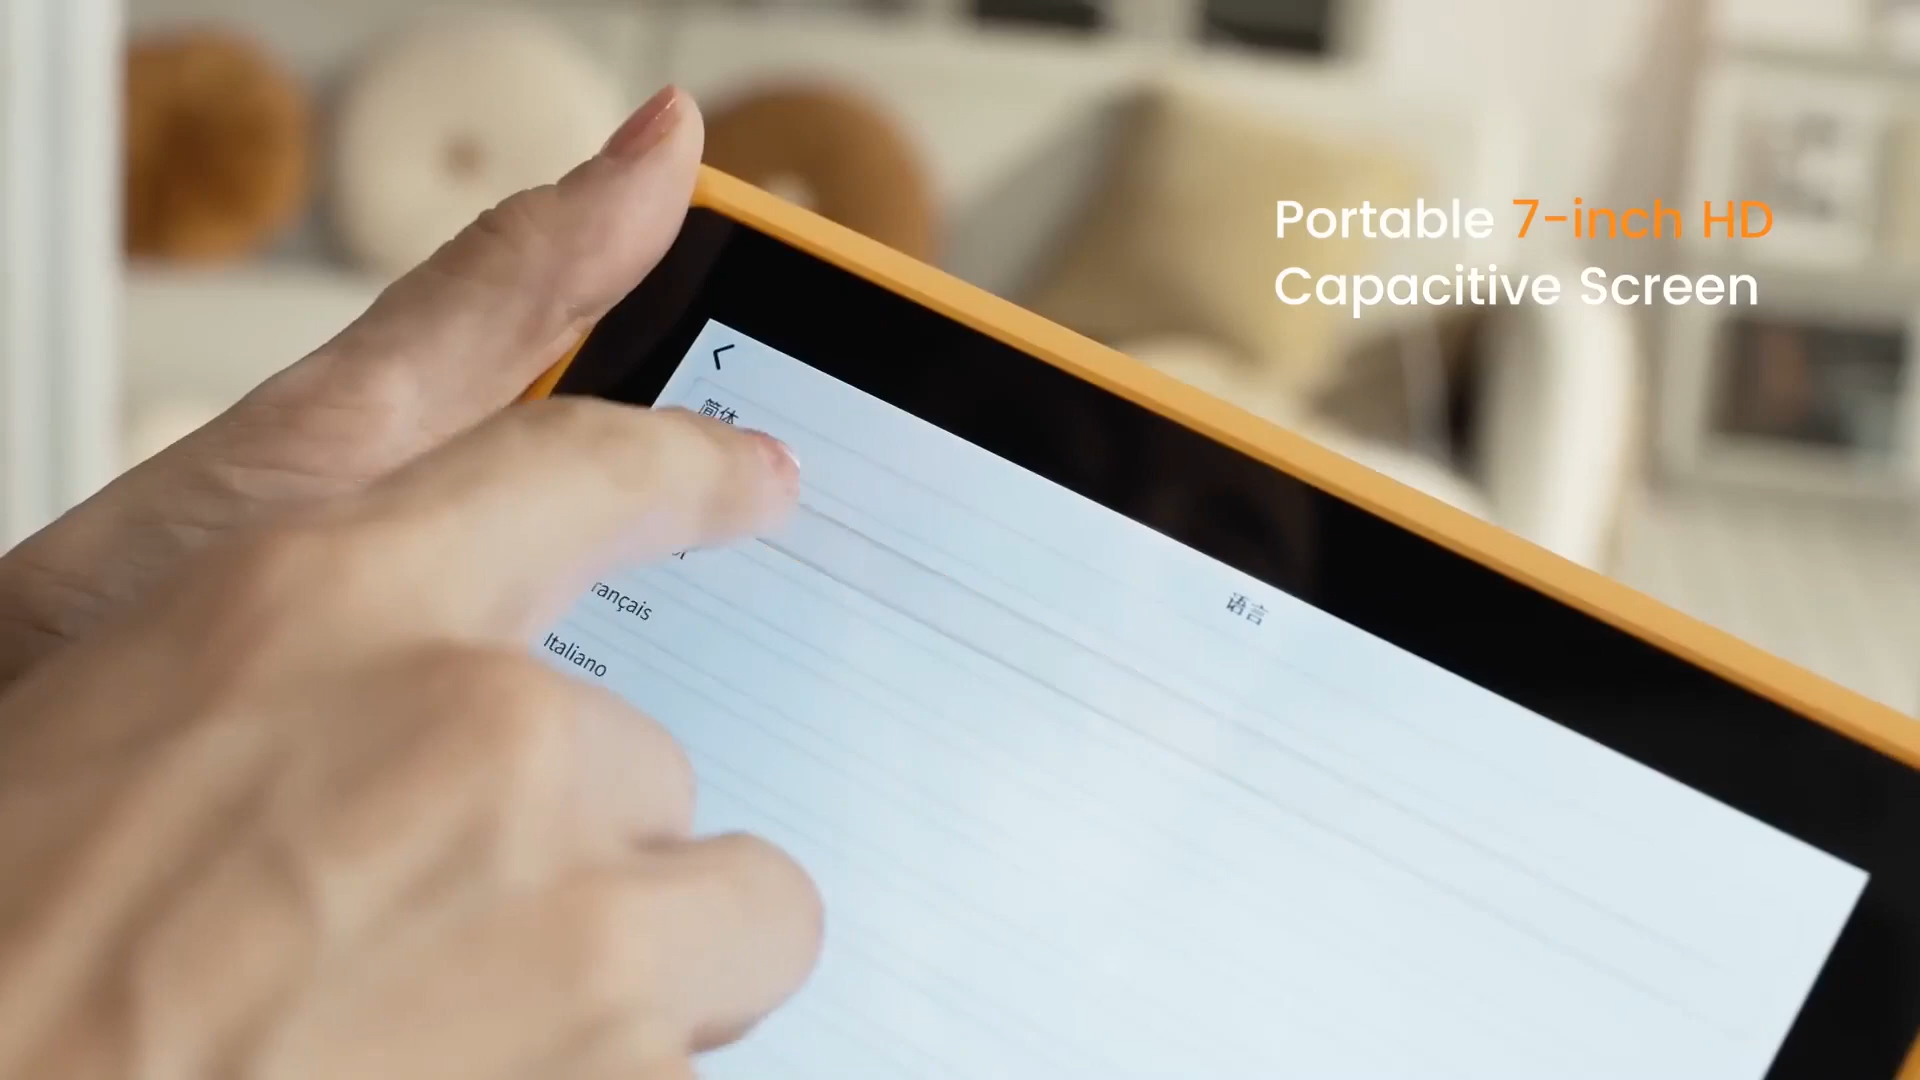 Portable 7-inch HD
Capacitive Screen
语言
简体
rançais
Italiano